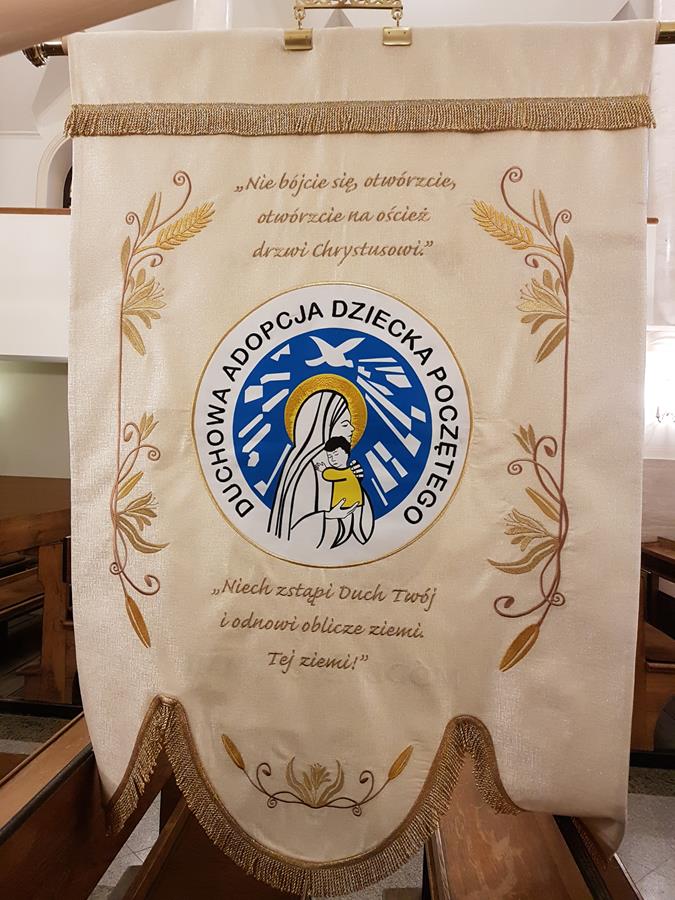 „Nie bójcie się, otwórzcie,
otwórzcie na oścież
drzwi Chrystusowi.”
DUCHOWA ADOPCJA DZIECKA POCZĘTEGO
„Niech zstąpi Duch Twój
i odnowi oblicze ziemi.
Tej ziemi!”